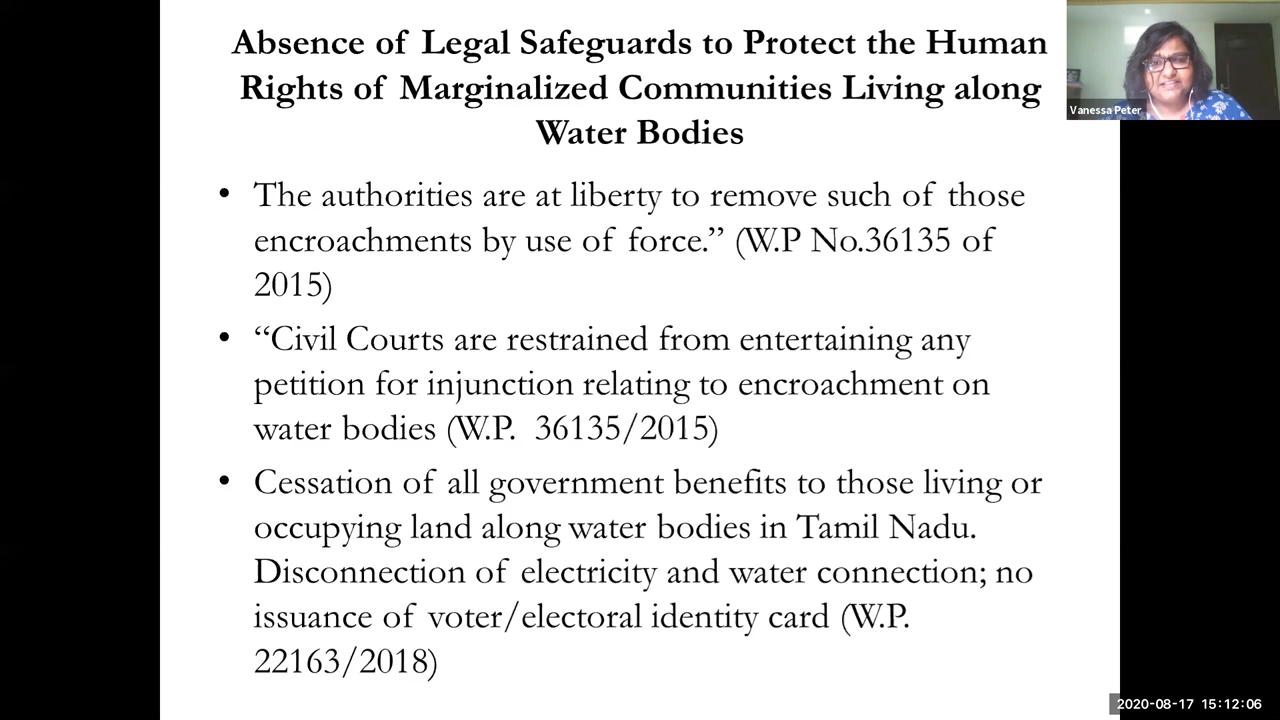 Absence of Legal Safeguards to Protect the Human
Rights of Marginalized Communities Living along
Water Bodies
• The authorities are at liberty to remove such of those
encroachments by use of force.” (W.P No.36135 of
2015)
• “Civil Courts are restrained from entertaining any
petition for injunction relating to encroachment on
water bodies (W.P. 36135/2015)
• Cessation of all government benefits to those living or
occupying land along water bodies in Tamil Nadu.
Disconnection of electricity and water connection; no
issuance of voter/electoral identity card (W.P.
22163/2018)
Vanessa Peter
2020-08-17 15:12:06